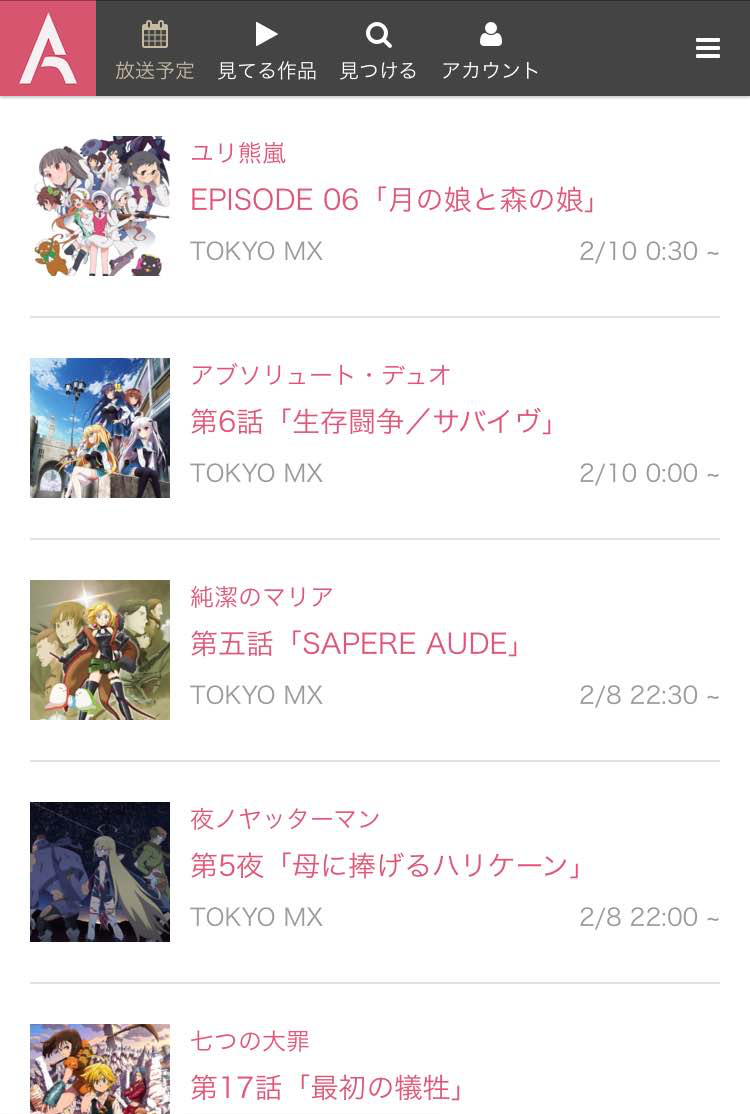 放送予定 見てる作品 見つける アカウント
ユリ熊嵐
EPISODE 06「月の娘と森の娘」
TOKYO MX 2/10 0:30 ~
アブソリュート・デュオ
第6話「生存闘争／サバイヴ」
TOKYO MX 2/10 0:00 ~
純潔のマリア
第五話「SAPERE AUDE」
TOKYO MX 2/8 22:30 ~
夜ノヤッターマン
第5夜「母に捧げるハリケーン」
TOKYO MX 2/8 22:00 ~
七つの大罪
第17話「最初の犠牲」